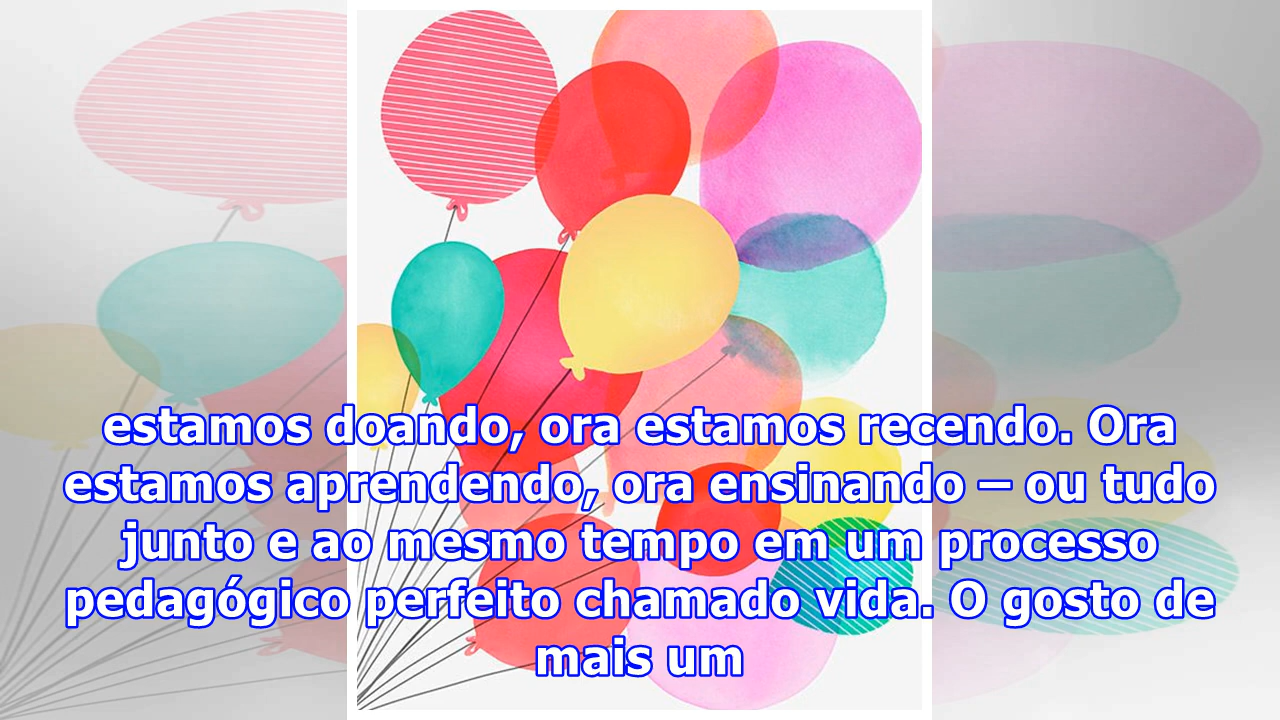 estamos doando, ora estamos recendo. Ora
estamos aprendendo, ora ensinando – ou tudo
junto e ao mesmo tempo em um processo
pedagógico perfeito chamado vida. O gosto de
mais um